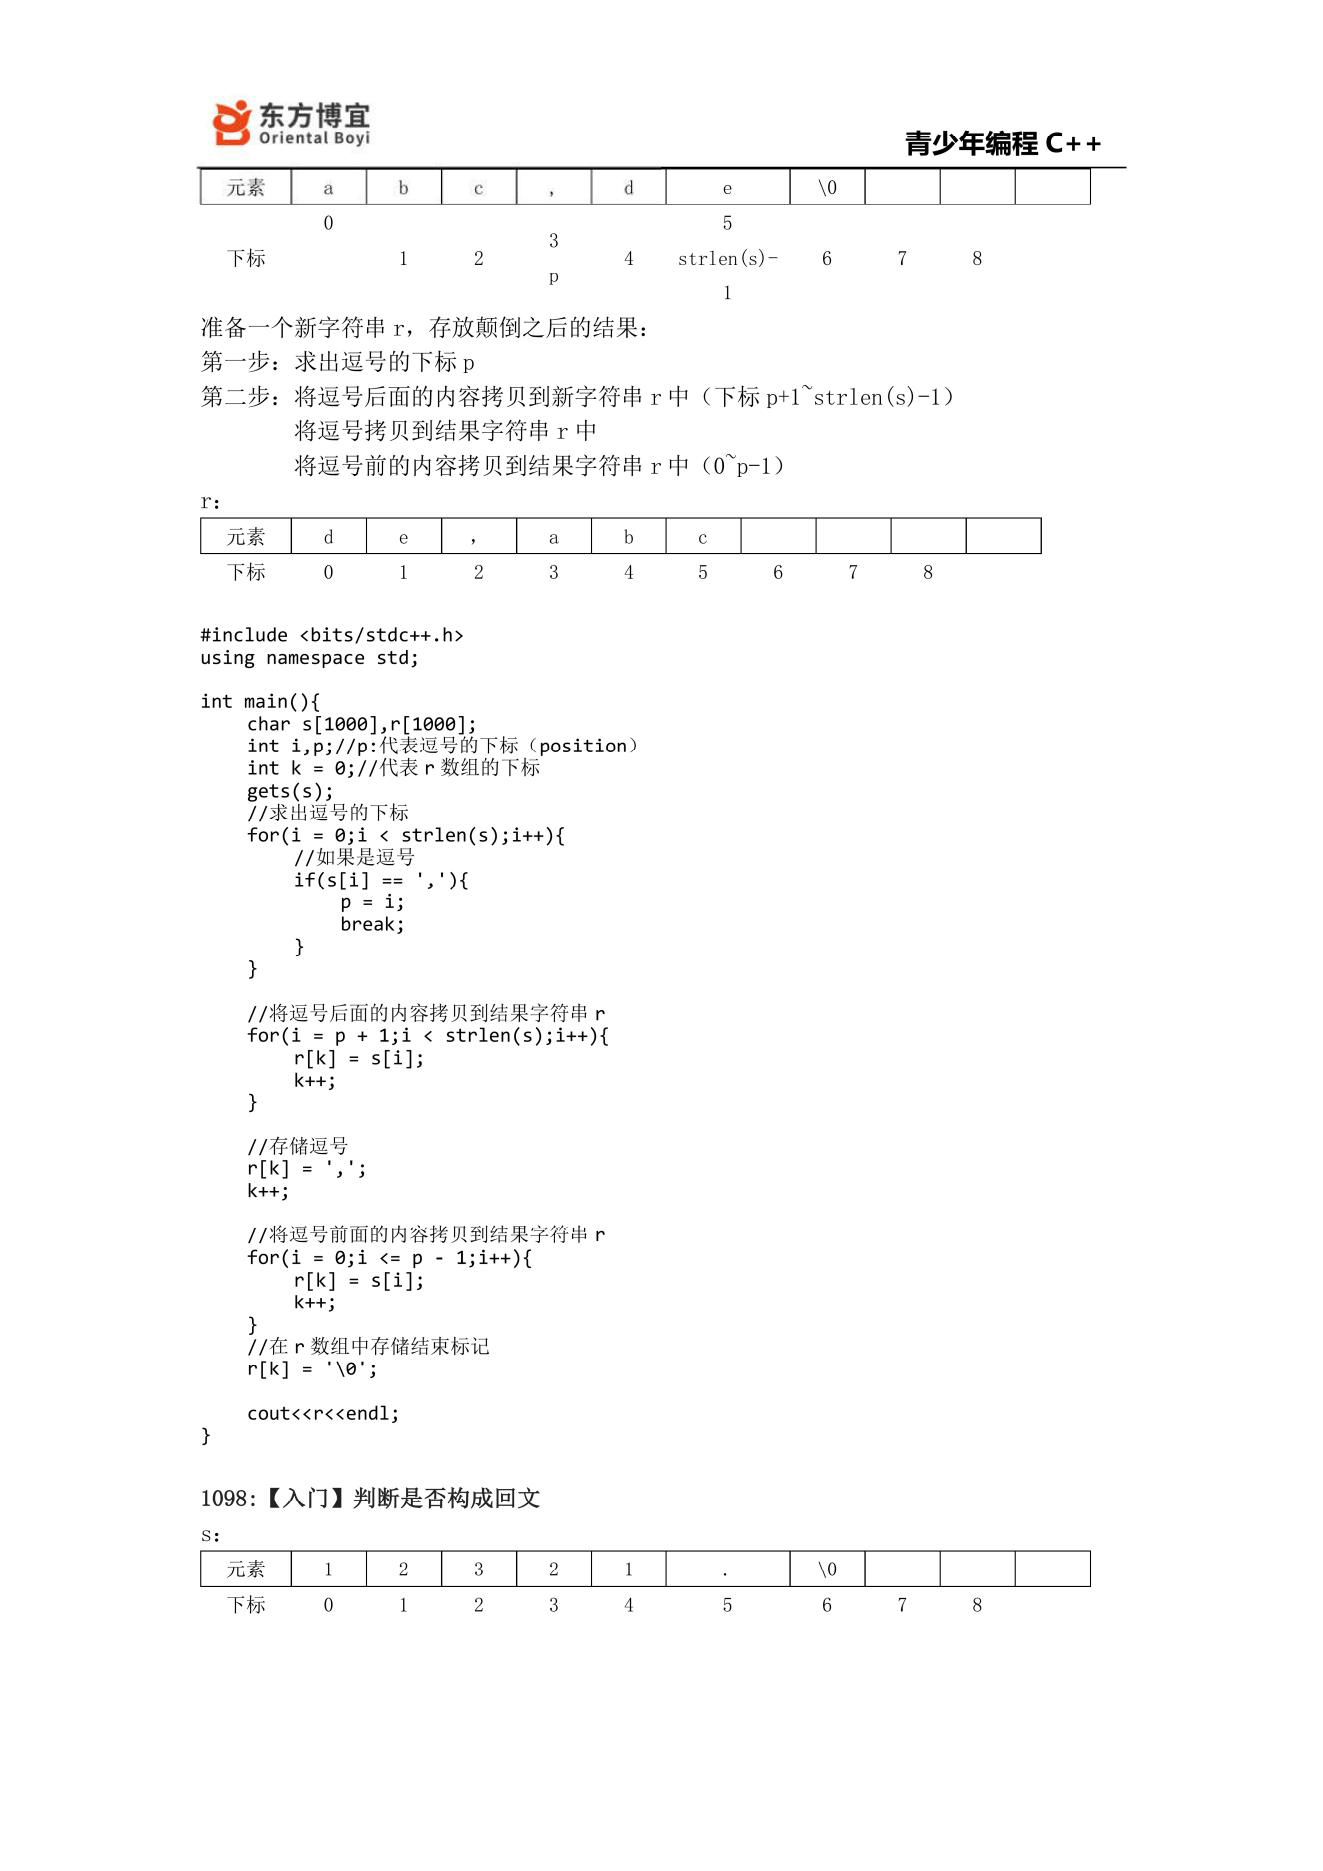 东方博宜
Oriental Boyi
青少年编程 C++
元素 a b c , d e \0
0 5
3
下标 1 2 4 strlen(s)- 6 7 8
p
1
准备一个新字符串 r，存放颠倒之后的结果：
第一步：求出逗号的下标 p
第二步：将逗号后面的内容拷贝到新字符串 r 中（下标 p+1~strlen(s)-1）
将逗号拷贝到结果字符串 r 中
将逗号前的内容拷贝到结果字符串 r 中（0~p-1）
r：
元素 d e , a b c
下标 0 1 2 3 4 5 6 7 8
#include <bits/stdc++.h>
using namespace std;
int main(){
char s[1000],r[1000];
int i,p;//p:代表逗号的下标（position）
int k = 0;//代表 r 数组的下标
gets(s);
//求出逗号的下标
for(i = 0;i < strlen(s);i++){
//如果是逗号
if(s[i] == ','){
p = i;
break;
}
}
//将逗号后面的内容拷贝到结果字符串 r
for(i = p + 1;i < strlen(s);i++){
r[k] = s[i];
k++;
}
//存储逗号
r[k] = ',';
k++;
//将逗号前面的内容拷贝到结果字符串 r
for(i = 0;i <= p - 1;i++){
r[k] = s[i];
k++;
}
//在 r 数组中存储结束标记
r[k] = '\0';
cout<<r<<endl;
}
1098:【入门】判断是否构成回文
s：
元素 1 2 3 2 1 . \0
下标 0 1 2 3 4 5 6 7 8